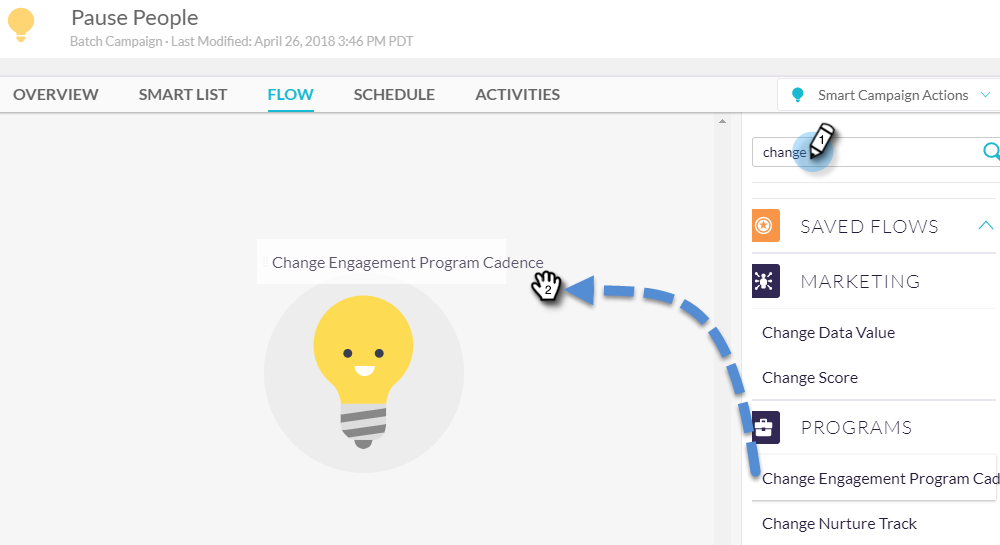 Pause People
Batch Campaign · Last Modified: April 26, 2018 3:46 PM PDT
OVERVIEW SMART LIST FLOW SCHEDULE ACTIVITIES Smart Campaign Actions
change
1
SAVED FLOWS
Change Engagement Program Cadence
2
MARKETING
Change Data Value
Change Score
PROGRAMS
Change Engagement Program Cad
Change Nurture Track